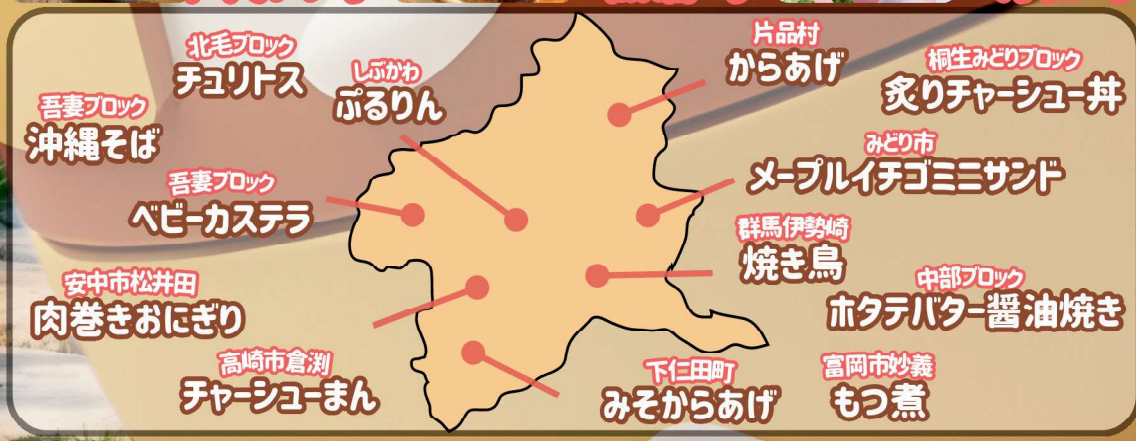 北毛ブロック
チュリトス
しぶかわ
ぷるりん
片品村
からあげ
桐生みどりブロック
炙りチャーシュー丼
吾妻ブロック
沖縄そば
みどり市
メープルイチゴミニサンド
吾妻ブロック
ベビーカステラ
群馬伊勢崎
焼き鳥
安中市松井田
肉巻きおにぎり
中部ブロック
ホタテバター醤油焼き
高崎市倉渕
チャーシューまん
下仁田町
みそからあげ
富岡市妙義
もつ煮